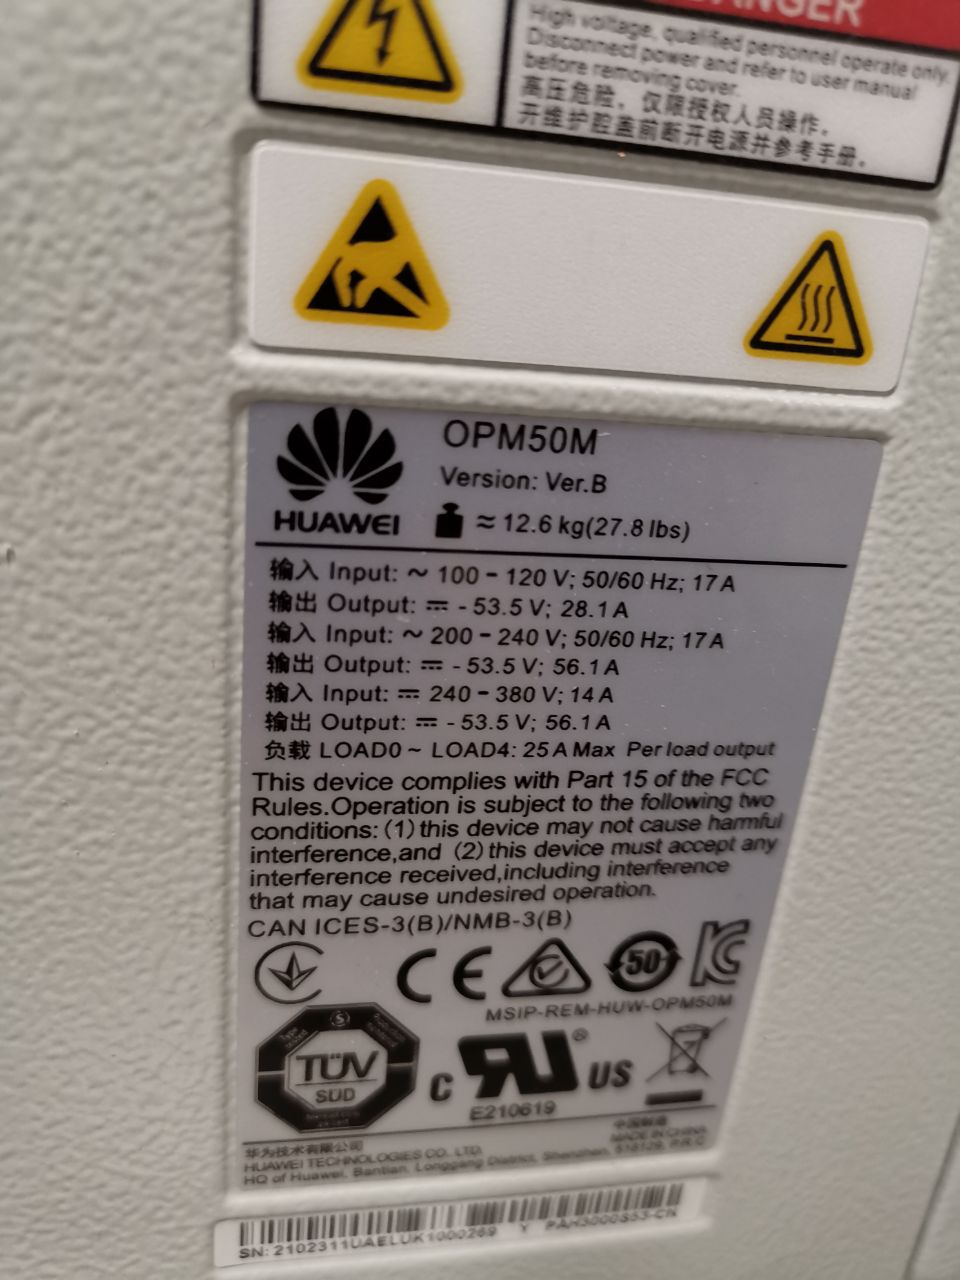 DANGER
High voltage, qualified personnel operate only.
Disconnect power and refer to user manual
before removing cover.
高压危险，仅限授权人员操作。
开维护腔盖前断开电源并参考手册。
HUAWEI
OPM50M
Version: Ver.B
≈ 12.6 kg(27.8 lbs)
输入 Input: ~ 100 - 120 V; 50/60 Hz; 17 A
输出 Output: ⎓ - 53.5 V; 28.1 A
输入 Input: ~ 200 - 240 V; 50/60 Hz; 17 A
输出 Output: ⎓ - 53.5 V; 56.1 A
输入 Input: ⎓ 240 - 380 V; 14 A
输出 Output: ⎓ - 53.5 V; 56.1 A
负载 LOAD0 ~ LOAD4: 25 A Max Per load output
This device complies with Part 15 of the FCC
Rules.Operation is subject to the following two
conditions: (1) this device may not cause harmful
interference,and (2) this device must accept any
interference received,including interference
that may cause undesired operation.
CAN ICES-3(B)/NMB-3(B)
CE 50
MSIP-REM-HUW-OPM50M
TÜV
SÜD
C RU® US
E210619
中国制造
MADE IN CHINA
华为技术有限公司
HUAWEI TECHNOLOGIES CO., LTD.
HQ of Huawei, Bantian, Longgang District, Shenzhen, 518129, P.R.C
SN: 2102311UAELUK1000269 Y PAH3000S53-CN